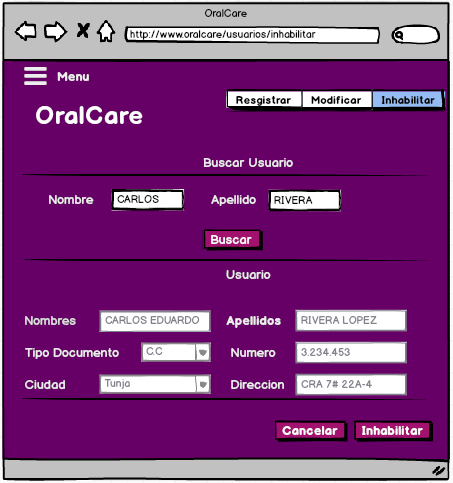 OralCare
http://www.oralcare/usuarios/inhabilitar
Menu
Resgistrar Modificar Inhabilitar
OralCare
Buscar Usuario
Nombre CARLOS Apellido RIVERA
Buscar
Usuario
Nombres CARLOS EDUARDO Apellidos RIVERA LOPEZ
Tipo Documento C.C Numero 3.234.453
Ciudad Tunja Direccion CRA 7# 22A-4
Cancelar Inhabilitar